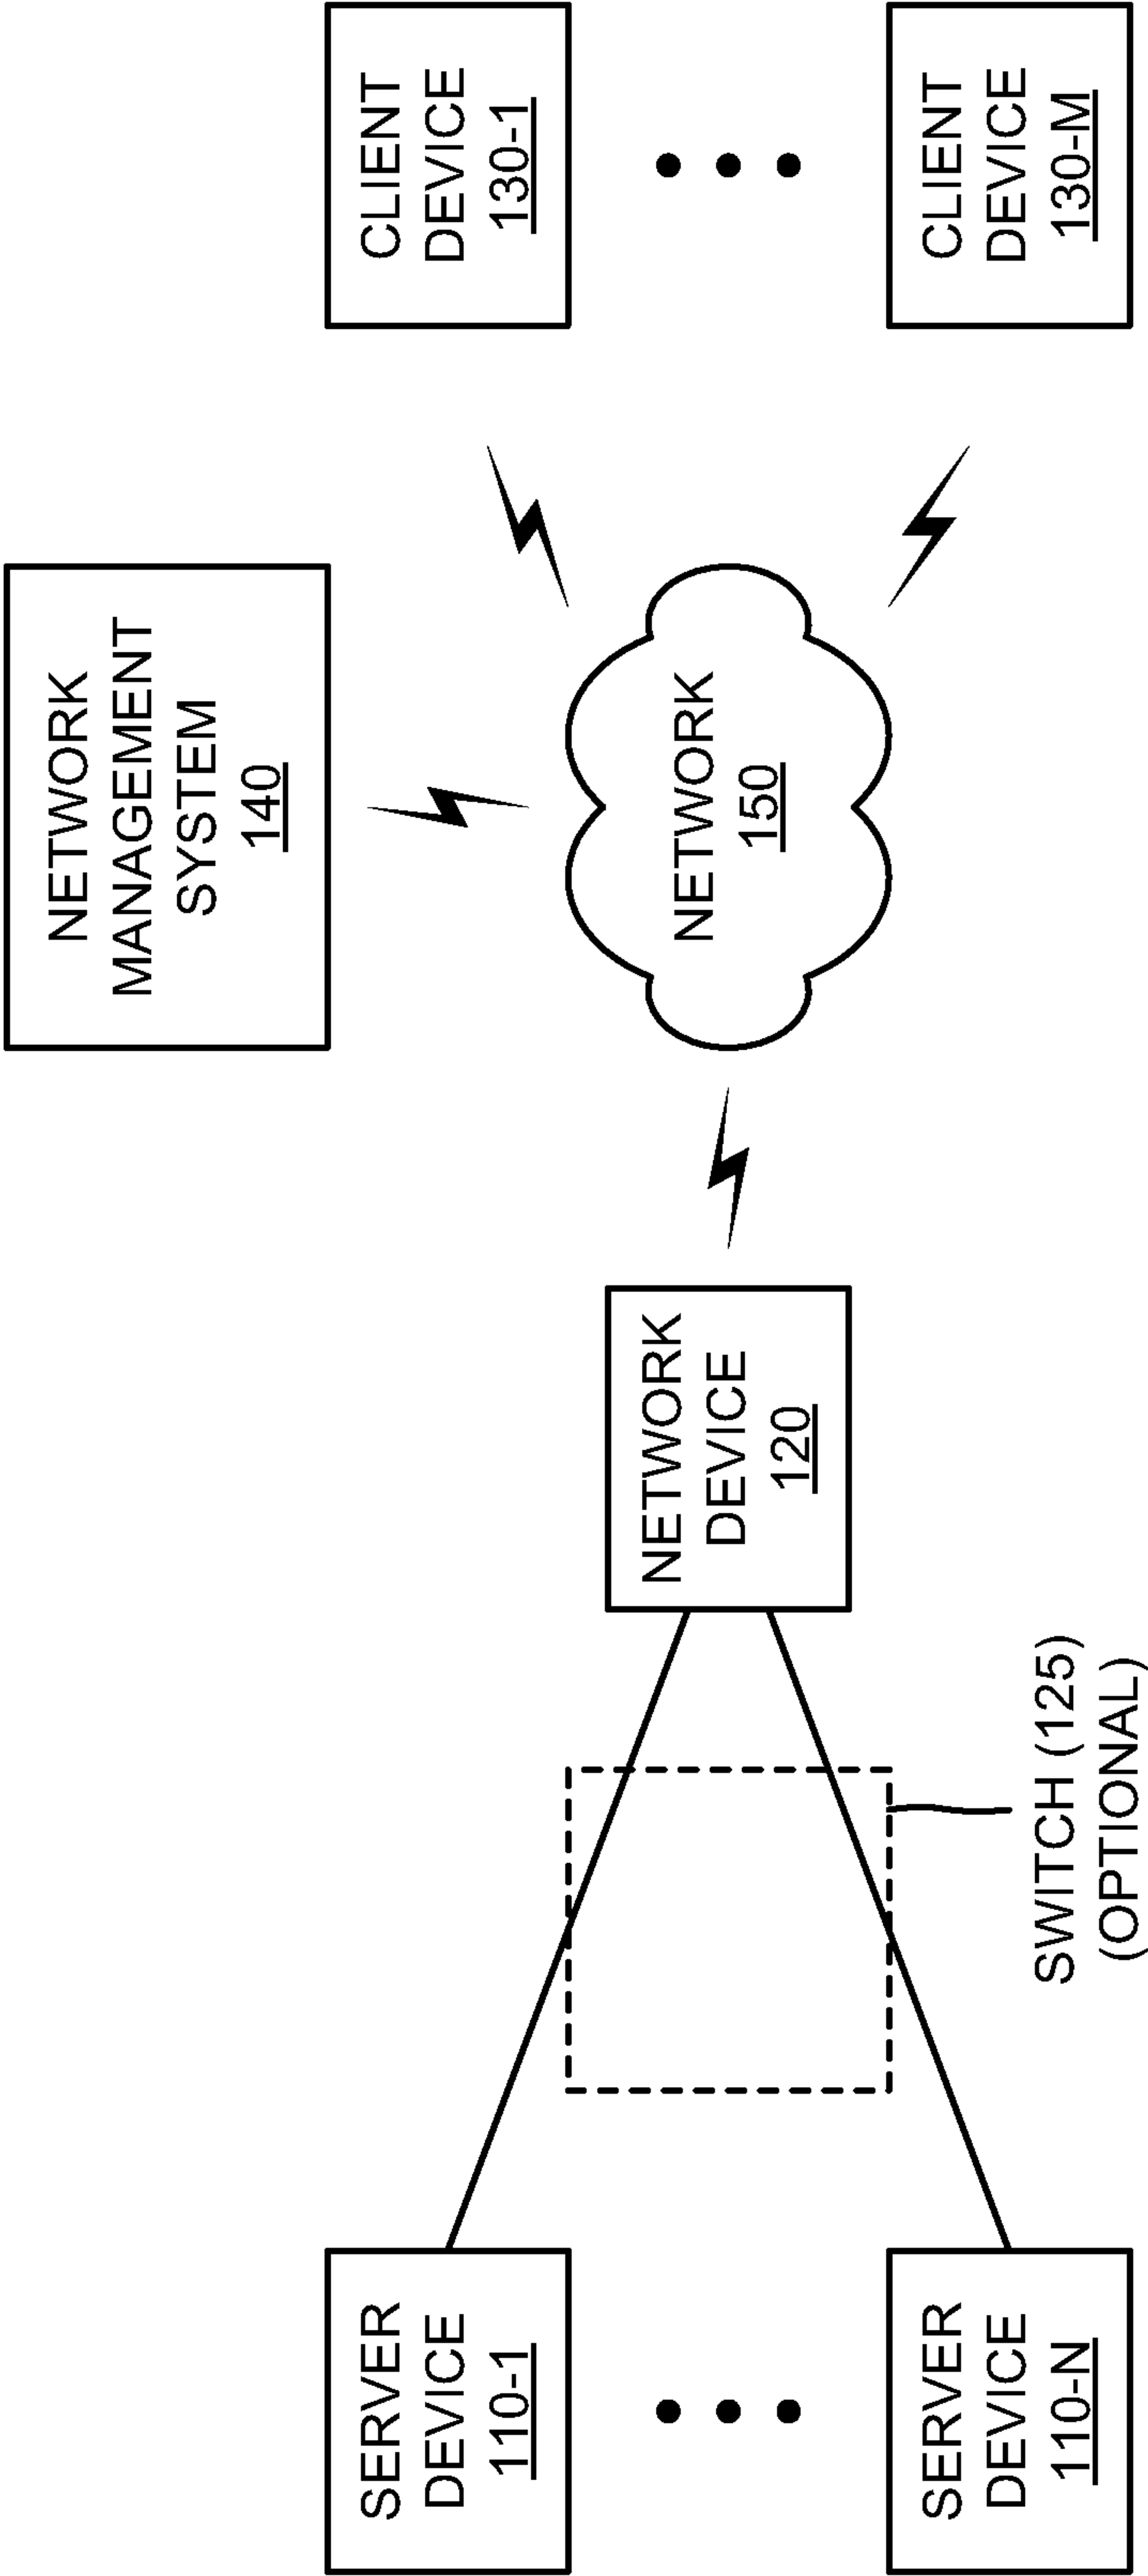 NETWORK
MANAGEMENT
SYSTEM
140
SERVER
DEVICE
110-1
CLIENT
DEVICE
130-1
NETWORK
DEVICE
120
NETWORK
150
SERVER
DEVICE
110-N
CLIENT
DEVICE
130-M
SWITCH (125)
(OPTIONAL)